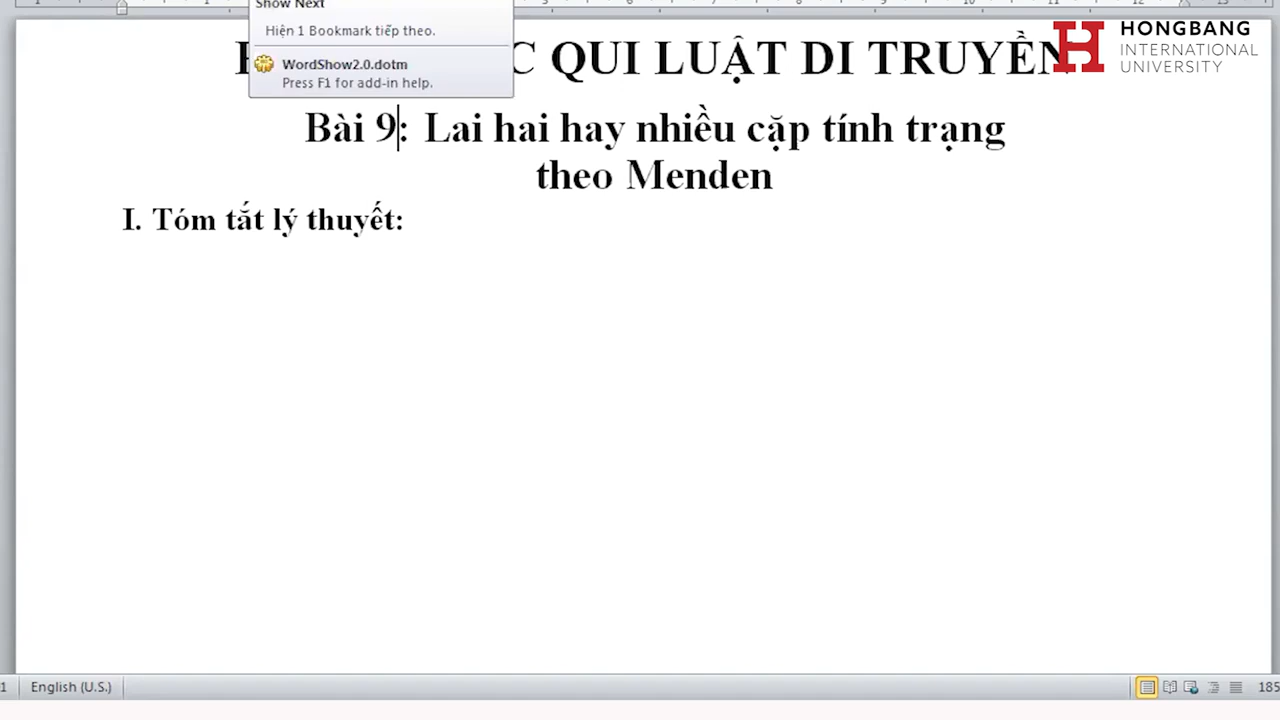 Show Next
Hiện 1 Bookmark tiếp theo.
WordShow2.0.dotm
Press F1 for add-in help.
QUI LUẬT DI TRUYỀN
HONGBANG
INTERNATIONAL
UNIVERSITY
Bài 9: Lai hai hay nhiều cặp tính trạng
theo Menden
I. Tóm tắt lý thuyết:
1 English (U.S.) 185